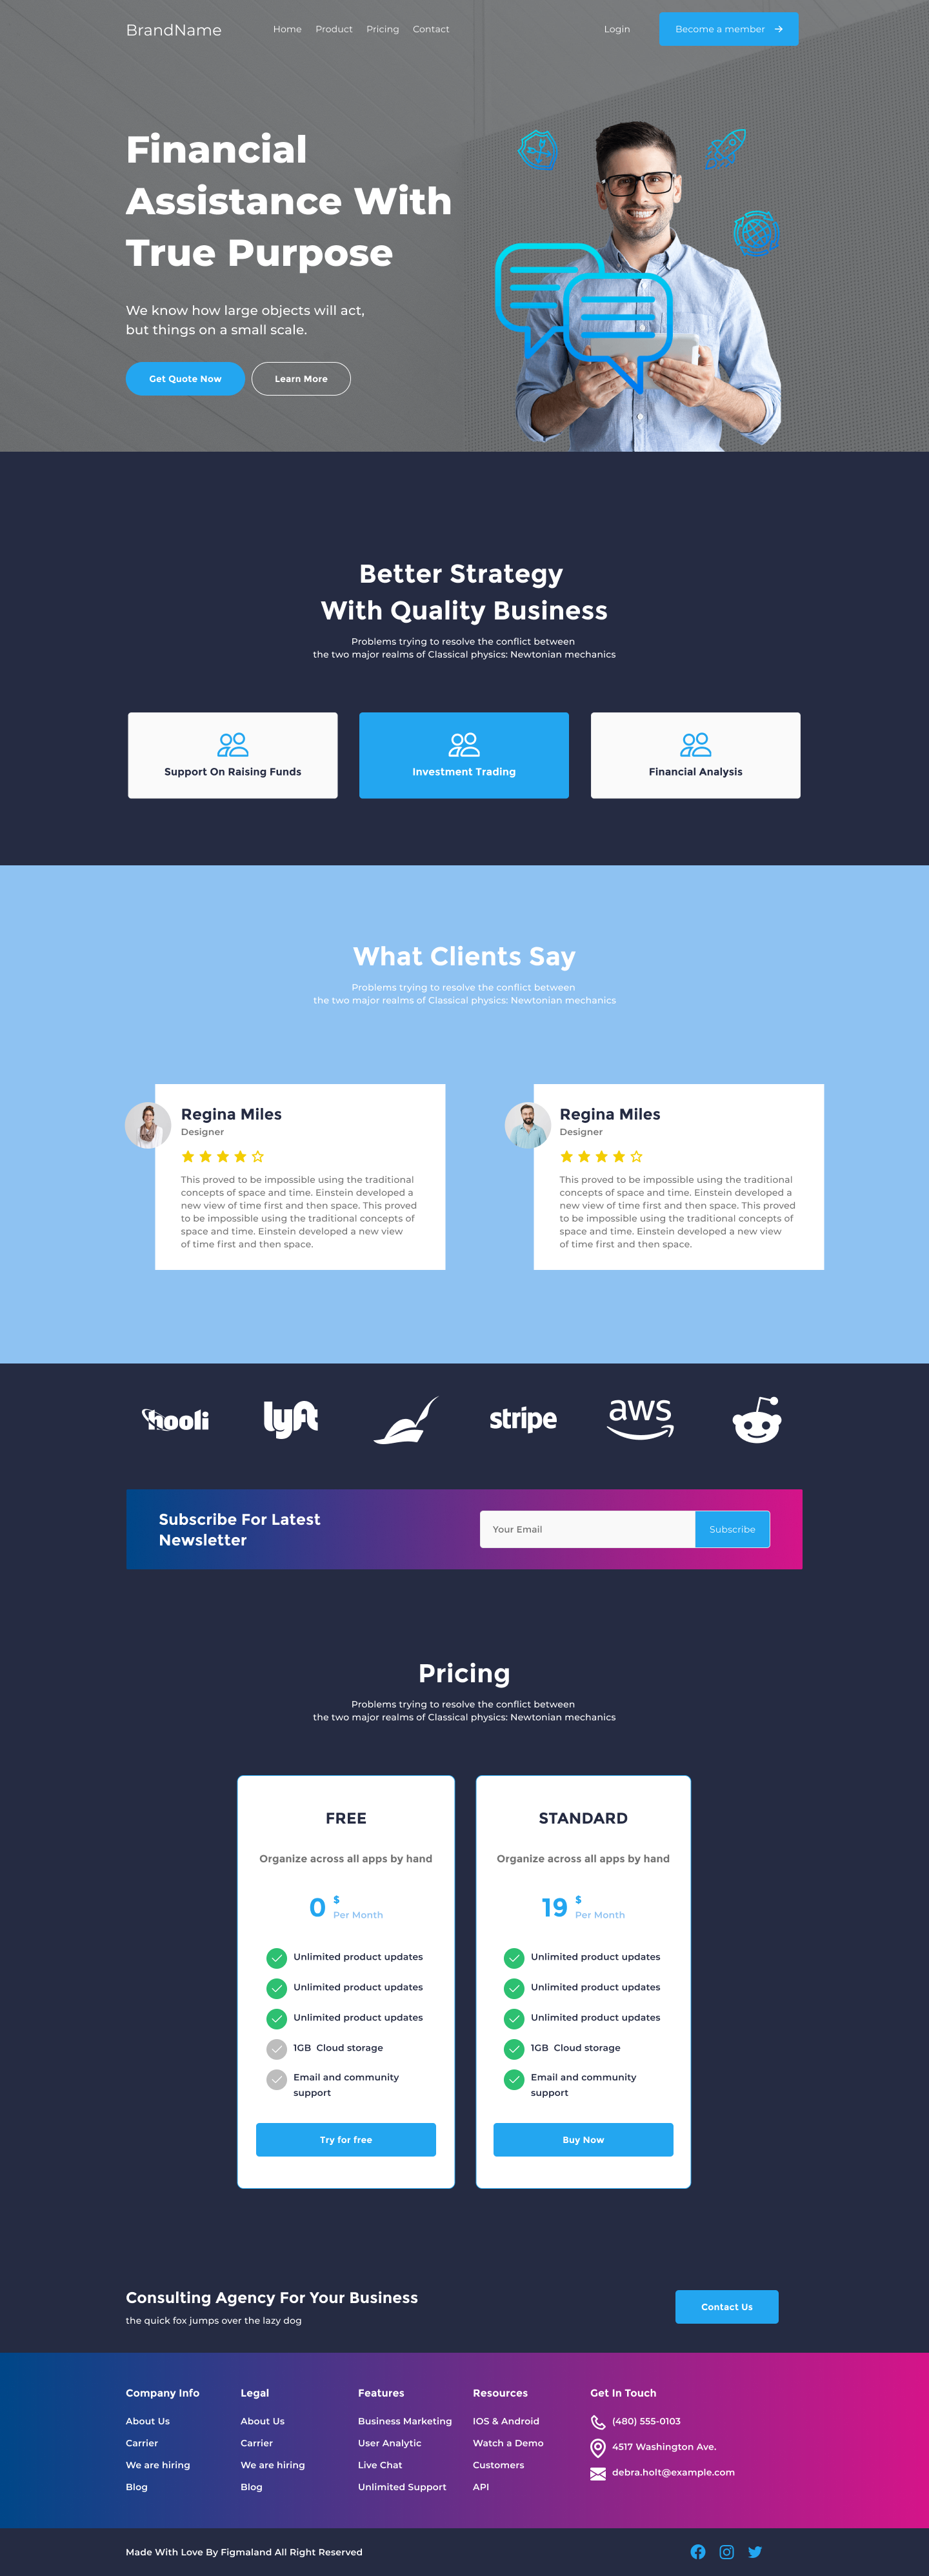 BrandName
Home Product Pricing Contact
Login
Become a member
Financial
Assistance With
True Purpose
We know how large objects will act,
but things on a small scale.
Get Quote Now
Learn More
Better Strategy
With Quality Business
Problems trying to resolve the conflict between
the two major realms of Classical physics: Newtonian mechanics
Support On Raising Funds
Investment Trading
Financial Analysis
What Clients Say
Problems trying to resolve the conflict between
the two major realms of Classical physics: Newtonian mechanics
Regina Miles
Designer
This proved to be impossible using the traditional
concepts of space and time. Einstein developed a
new view of time first and then space. This proved
to be impossible using the traditional concepts of
space and time. Einstein developed a new view
of time first and then space.
Regina Miles
Designer
This proved to be impossible using the traditional
concepts of space and time. Einstein developed a
new view of time first and then space. This proved
to be impossible using the traditional concepts of
space and time. Einstein developed a new view
of time first and then space.
hooli
lyft
stripe
aws
Subscribe For Latest
Newsletter
Your Email
Subscribe
Pricing
Problems trying to resolve the conflict between
the two major realms of Classical physics: Newtonian mechanics
FREE
Organize across all apps by hand
0 $
Per Month
Unlimited product updates
Unlimited product updates
Unlimited product updates
1GB  Cloud storage
Email and community
support
Try for free
STANDARD
Organize across all apps by hand
19 $
Per Month
Unlimited product updates
Unlimited product updates
Unlimited product updates
1GB  Cloud storage
Email and community
support
Buy Now
Consulting Agency For Your Business
the quick fox jumps over the lazy dog
Contact Us
Company Info
About Us
Carrier
We are hiring
Blog
Legal
About Us
Carrier
We are hiring
Blog
Features
Business Marketing
User Analytic
Live Chat
Unlimited Support
Resources
IOS & Android
Watch a Demo
Customers
API
Get In Touch
(480) 555-0103
4517 Washington Ave.
debra.holt@example.com
Made With Love By Figmaland All Right Reserved